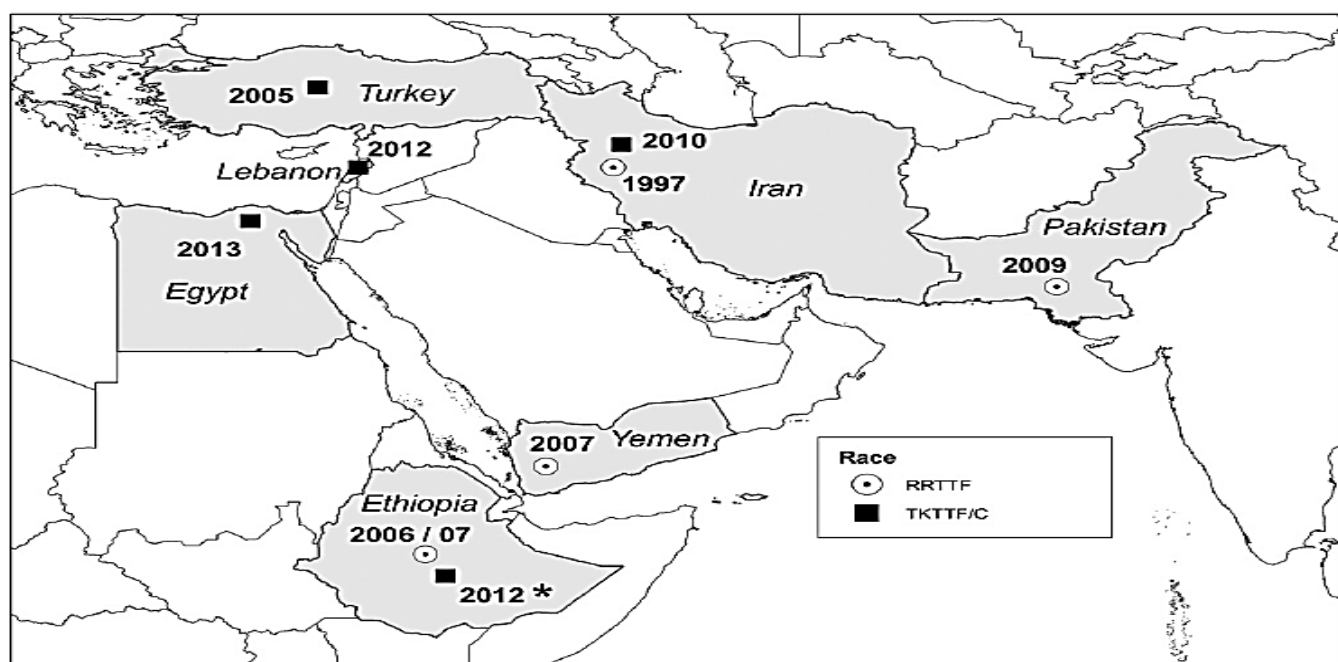 2005 Turkey
2012
Lebanon
2010
1997
Iran
Pakistan
2009
2013
Egypt
2007 Yemen
Ethiopia
2006 / 07
2012 *
Race
RRTTF
TKTTF/C